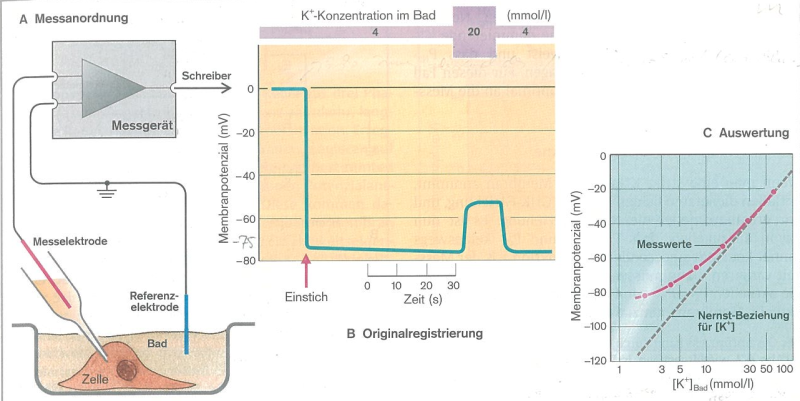 A Messanordnung
Messgerät
Schreiber
Messelektrode
Referenz-
elektrode
Bad
Zelle
K⁺-Konzentration im Bad (mmol/l)
4 20 4
Membranpotenzial (mV)
0
−20
−40
−60
−75
−80
Einstich
0 10 20 30
Zeit (s)
B Originalregistrierung
C Auswertung
Membranpotenzial (mV)
0
−20
−40
−60
−80
−100
−120
Messwerte
Nernst-Beziehung
für [K⁺]
1 3 5 10 30 50 100
[K⁺]Bad (mmol/l)